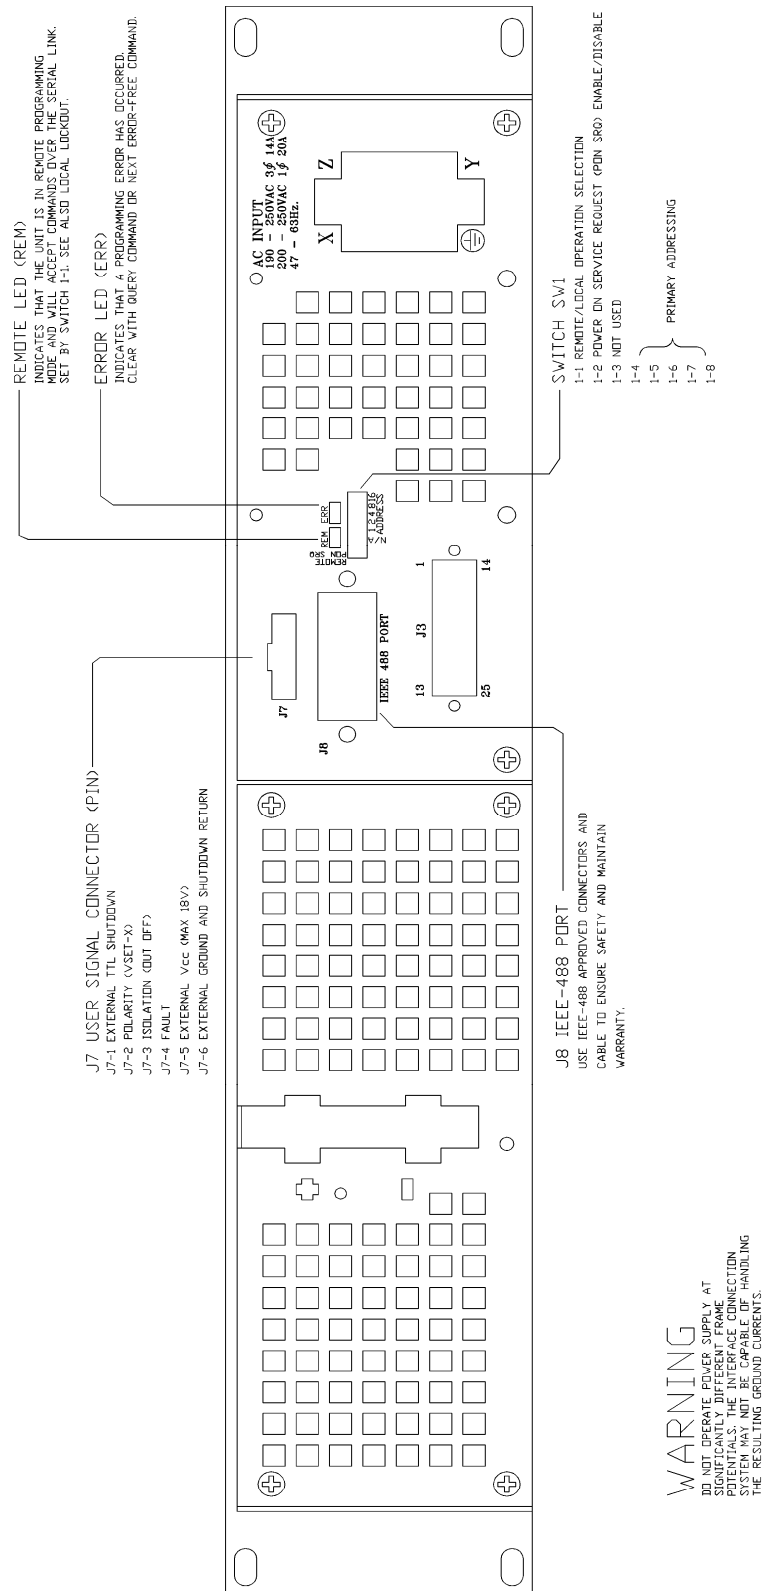 REMOTE LED (REM)
INDICATES THAT THE UNIT IS IN REMOTE PROGRAMMING
MODE AND WILL ACCEPT COMMANDS OVER THE SERIAL LINK.
SET BY SWITCH 1-1. SEE ALSO LOCAL LOCKOUT.
ERROR LED (ERR)
INDICATES THAT A PROGRAMMING ERROR HAS OCCURRED.
CLEAR WITH QUERY COMMAND OR NEXT ERROR-FREE COMMAND.
J7 USER SIGNAL CONNECTOR (PIN)
J7-1 EXTERNAL TTL SHUTDOWN
J7-2 POLARITY (VSET-X)
J7-3 ISOLATION (OUT OFF)
J7-4 FAULT
J7-5 EXTERNAL Vcc (MAX 18V)
J7-6 EXTERNAL GROUND AND SHUTDOWN RETURN
AC INPUT
190 - 250VAC 3ϕ 14A
200 - 250VAC 1ϕ 20A
47 - 63Hz.
X Z
Y
REMOTE
PON SRQ
REM ERR
1 2 4 8 16
ADDRESS
J7
J8
IEEE 488 PORT
J3
13 1
25 14
SWITCH SW1
1-1 REMOTE/LOCAL OPERATION SELECTION
1-2 POWER ON SERVICE REQUEST (PON SRQ) ENABLE/DISABLE
1-3 NOT USED
1-4
1-5
1-6 PRIMARY ADDRESSING
1-7
1-8
J8 IEEE-488 PORT
USE IEEE-488 APPROVED CONNECTORS AND
CABLE TO ENSURE SAFETY AND MAINTAIN
WARRANTY.
WARNING
DO NOT OPERATE POWER SUPPLY AT
SIGNIFICANTLY DIFFERENT FRAME
POTENTIALS. THE INTERFACE CONNECTION
SYSTEM MAY NOT BE CAPABLE OF HANDLING
THE RESULTING GROUND CURRENTS.